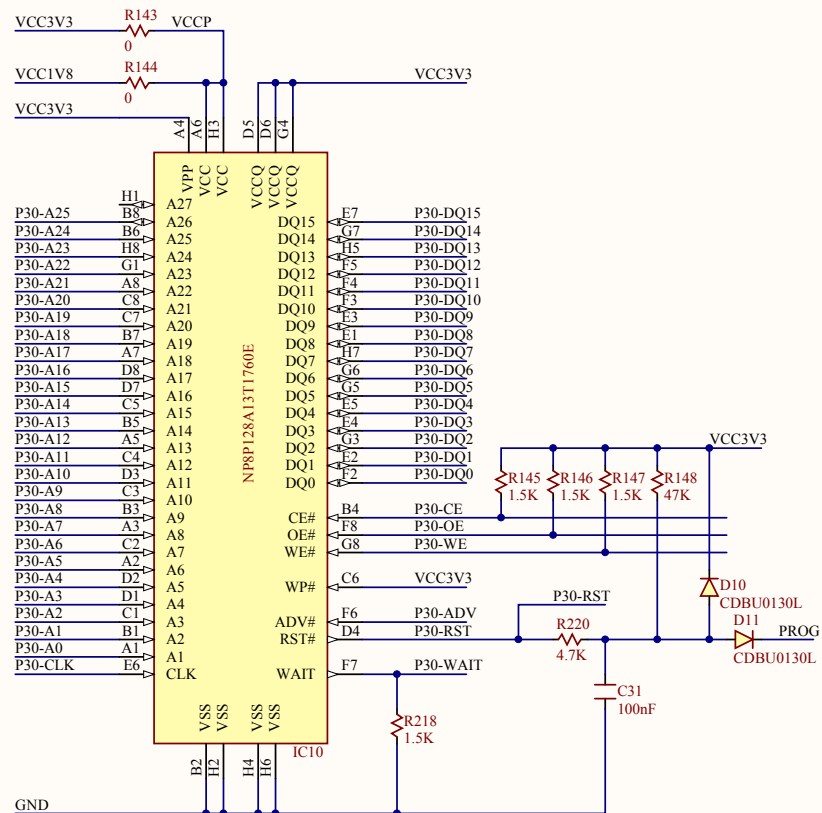 VCC3V3 R143 VCCP
0
VCC1V8 R144 VCC3V3
0
VCC3V3
A4 A6 H3 D5 D6 G4
VPP VCC VCC VCCQ VCCQ VCCQ
H1 A27
P30-A25 B8 A26 DQ15 E7 P30-DQ15
P30-A24 B6 A25 DQ14 G7 P30-DQ14
P30-A23 H8 A24 DQ13 H5 P30-DQ13
P30-A22 G1 A23 DQ12 F5 P30-DQ12
P30-A21 A8 A22 DQ11 F4 P30-DQ11
P30-A20 C8 A21 DQ10 F3 P30-DQ10
P30-A19 C7 A20 DQ9 E3 P30-DQ9
P30-A18 B7 A19 DQ8 E1 P30-DQ8
P30-A17 A7 A18 DQ7 H7 P30-DQ7
P30-A16 D8 A17 DQ6 G6 P30-DQ6
P30-A15 D7 A16 DQ5 G5 P30-DQ5
P30-A14 C5 A15 DQ4 E5 P30-DQ4
P30-A13 B5 A14 DQ3 E4 P30-DQ3
P30-A12 A5 A13 DQ2 G3 P30-DQ2
P30-A11 C4 A12 DQ1 E2 P30-DQ1
P30-A10 D3 A11 DQ0 F2 P30-DQ0
P30-A9 C3 A10
P30-A8 B3 A9 CE# B4 P30-CE
P30-A7 A3 A8 OE# F8 P30-OE
P30-A6 C2 A7 WE# G8 P30-WE
P30-A5 A2 A6
P30-A4 D2 A5 WP# C6 VCC3V3
P30-A3 D1 A4
P30-A2 C1 A3 ADV# F6 P30-ADV
P30-A1 B1 A2 RST# D4 P30-RST
P30-A0 A1 A1
P30-CLK E6 CLK WAIT F7 P30-WAIT
NP8P128A13T1760E
VCC3V3
R145 R146 R147 R148
1.5K 1.5K 1.5K 47K
D10
CDBU0130L
P30-RST
R220
4.7K
D11 PROG
CDBU0130L
C31
100nF
R218
1.5K
VSS VSS VSS VSS
IC10
B2 H2 H4 H6
GND